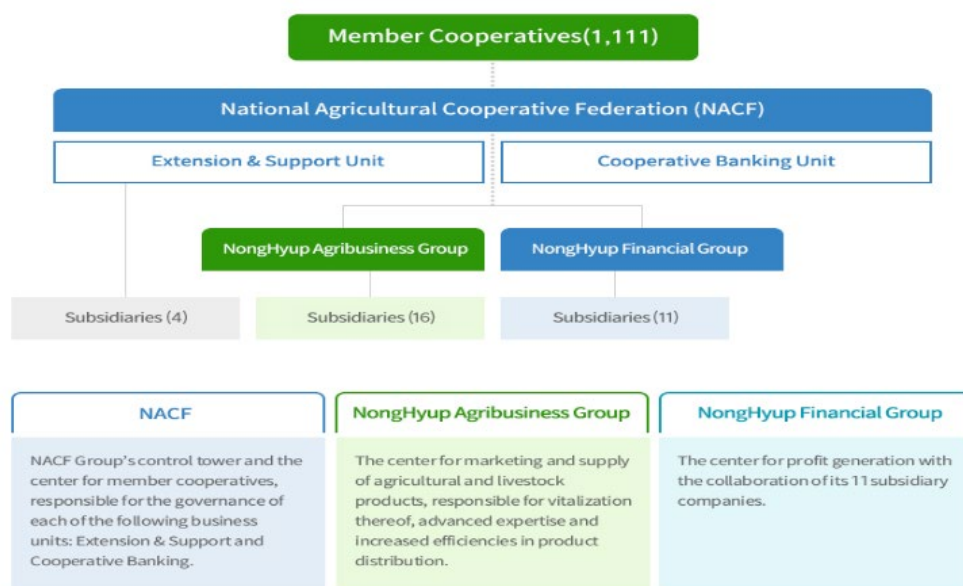 Member Cooperatives(1,111)
National Agricultural Cooperative Federation (NACF)
Extension & Support Unit
Cooperative Banking Unit
NongHyup Agribusiness Group
NongHyup Financial Group
Subsidiaries (4)
Subsidiaries (16)
Subsidiaries (11)
NACF
NACF Group's control tower and the
center for member cooperatives,
responsible for the governance of
each of the following business
units: Extension & Support and
Cooperative Banking.
NongHyup Agribusiness Group
The center for marketing and supply
of agricultural and livestock
products, responsible for vitalization
thereof, advanced expertise and
increased efficiencies in product
distribution.
NongHyup Financial Group
The center for profit generation with
the collaboration of its 11 subsidiary
companies.